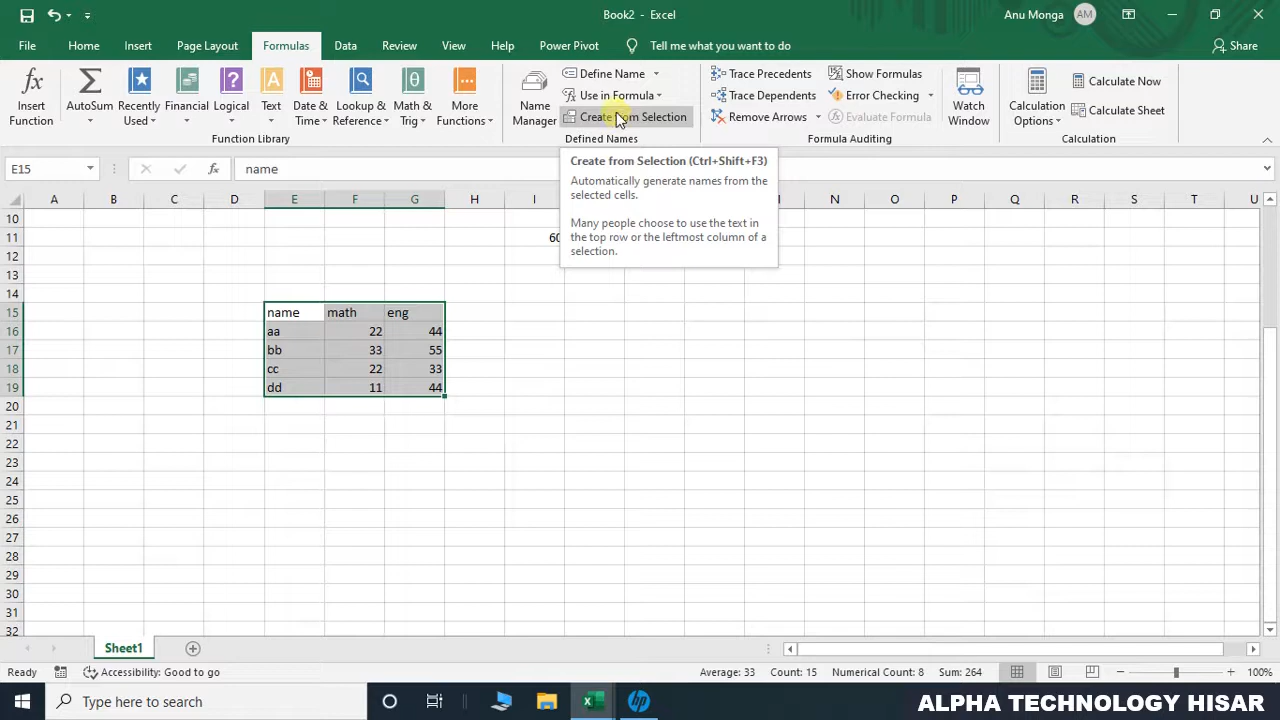 Book2 - Excel
Anu Monga AM
File Home Insert Page Layout Formulas Data Review View Help Power Pivot Tell me what you want to do Share
Insert Function
AutoSum
Recently Used
Financial
Logical
Text
Date & Time
Lookup & Reference
Math & Trig
More Functions
Function Library
Name Manager
Define Name
Use in Formula
Create from Selection
Defined Names
Trace Precedents
Trace Dependents
Remove Arrows
Show Formulas
Error Checking
Evaluate Formula
Formula Auditing
Watch Window
Calculation Options
Calculate Now
Calculate Sheet
Calculation
E15 fx name
Create from Selection (Ctrl+Shift+F3)
Automatically generate names from the
selected cells.
Many people choose to use the text in
the top row or the leftmost column of a
selection.
A B C D E F G H I N O P Q R S T U
10
11 60
12
13
14
15 name math eng
16 aa 22 44
17 bb 33 55
18 cc 22 33
19 dd 11 44
20
21
22
23
24
25
26
27
28
29
30
31
32
Sheet1
Ready Accessibility: Good to go Average: 33 Count: 15 Numerical Count: 8 Sum: 264 100%
Type here to search
ALPHA TECHNOLOGY HISAR